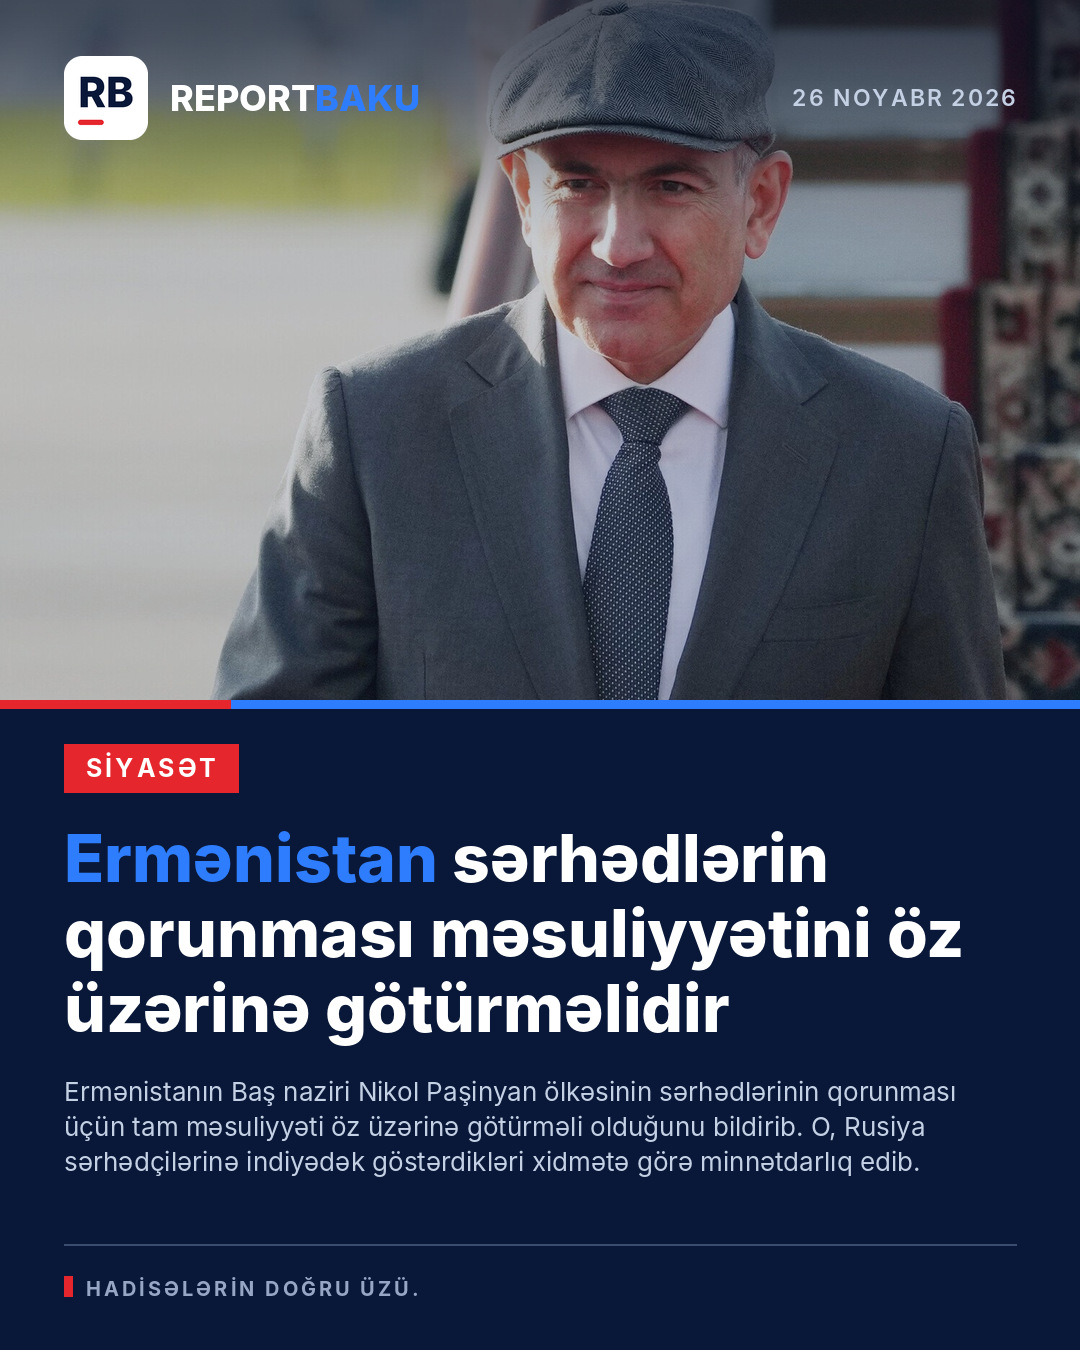 RB
REPORTBAKU
26 NOYABR 2026
SİYASƏT
Ermənistan sərhədlərin
qorunması məsuliyyətini öz
üzərinə götürməlidir
Ermənistanın Baş naziri Nikol Paşinyan ölkəsinin sərhədlərinin qorunması
üçün tam məsuliyyəti öz üzərinə götürməli olduğunu bildirib. O, Rusiya
sərhədçilərinə indiyədək göstərdikləri xidmətə görə minnətdarlıq edib.
HADİSƏLƏRİN DOĞRU ÜZÜ.